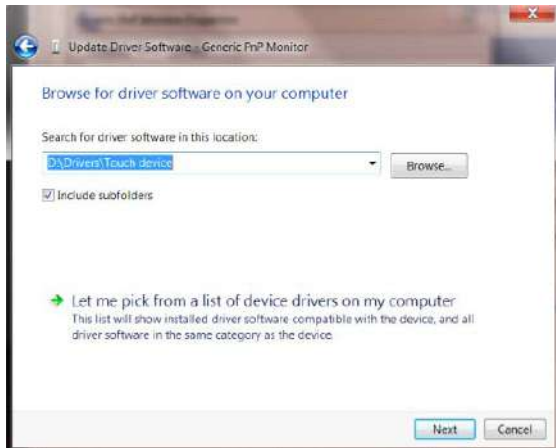 Update Driver Software - Generic PnP Monitor
Browse for driver software on your computer
Search for driver software in this location:
D:\Drivers\Touch device
Browse...
Include subfolders
Let me pick from a list of device drivers on my computer
This list will show installed driver software compatible with the device, and all
driver software in the same category as the device.
Next
Cancel